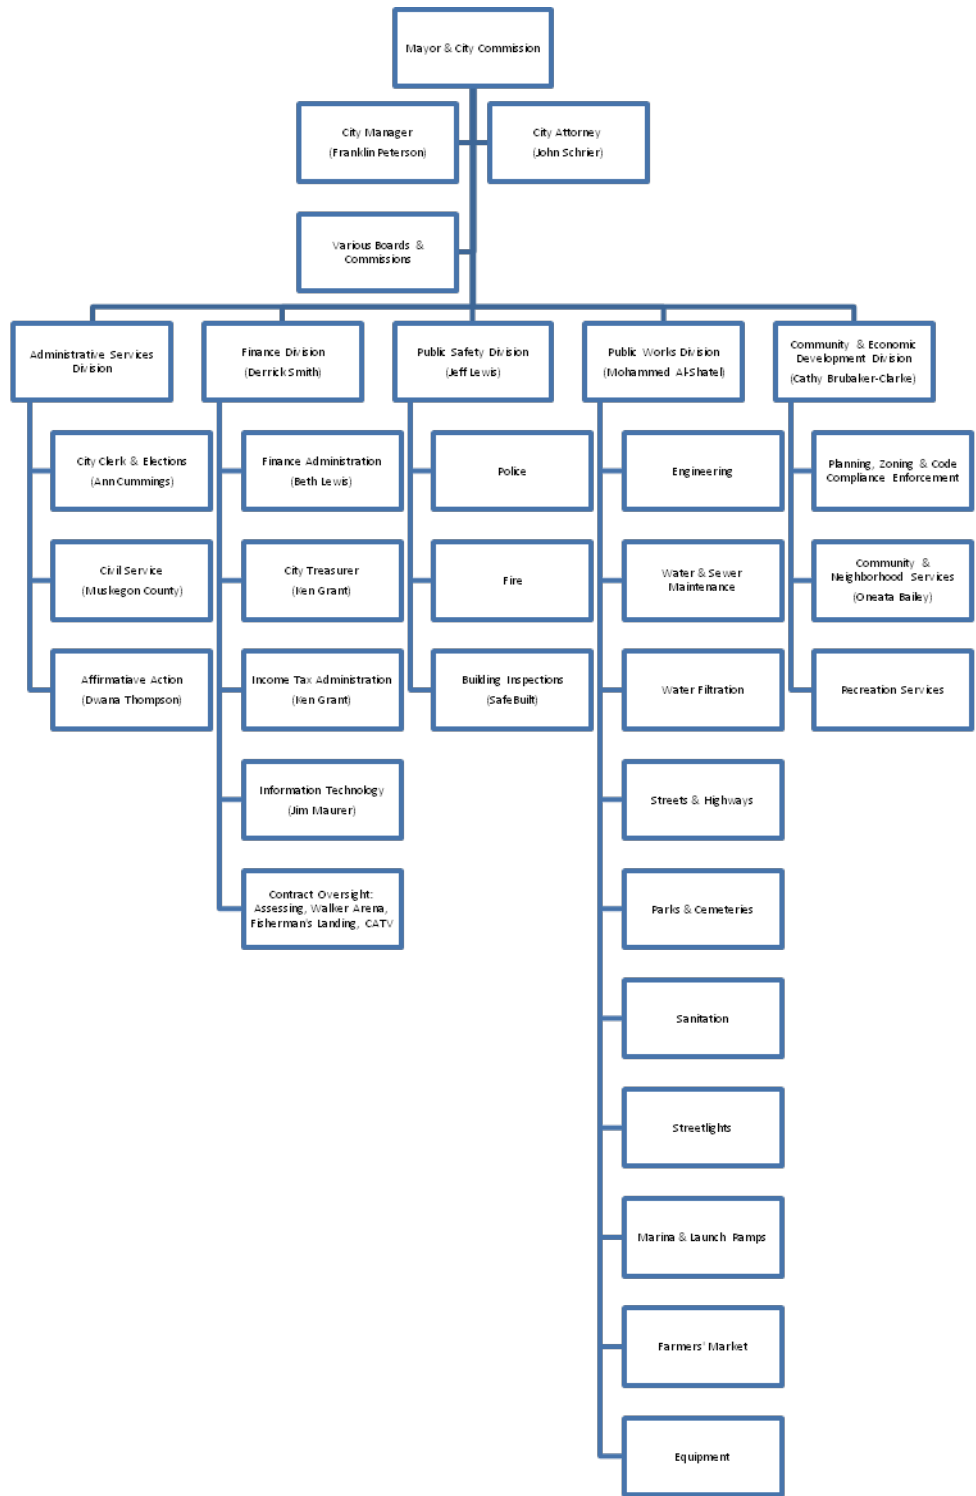 Mayor & City Commission
City Manager
(Franklin Peterson)
City Attorney
(John Schrier)
Various Boards &
Commissions
Administrative Services
Division
Finance Division
(Derrick Smith)
Public Safety Division
(Jeff Lewis)
Public Works Division
(Mohammed Al-Shatel)
Community & Economic
Development Division
(Cathy Brubaker-Clarke)
City Clerk & Elections
(Ann Cummings)
Finance Administration
(Beth Lewis)
Police
Engineering
Planning, Zoning & Code
Compliance Enforcement
Civil Service
(Muskegon County)
City Treasurer
(Ken Grant)
Fire
Water & Sewer
Maintenance
Community &
Neighborhood Services
(Oneata Bailey)
Affirmatiave Action
(Dwana Thompson)
Income Tax Administration
(Ken Grant)
Building Inspections
(SafeBuilt)
Water Filtration
Recreation Services
Information Technology
(Jim Maurer)
Streets & Highways
Contract Oversight:
Assessing, Walker Arena,
Fisherman's Landing, CATV
Parks & Cemeteries
Sanitation
Streetlights
Marina & Launch Ramps
Farmers' Market
Equipment